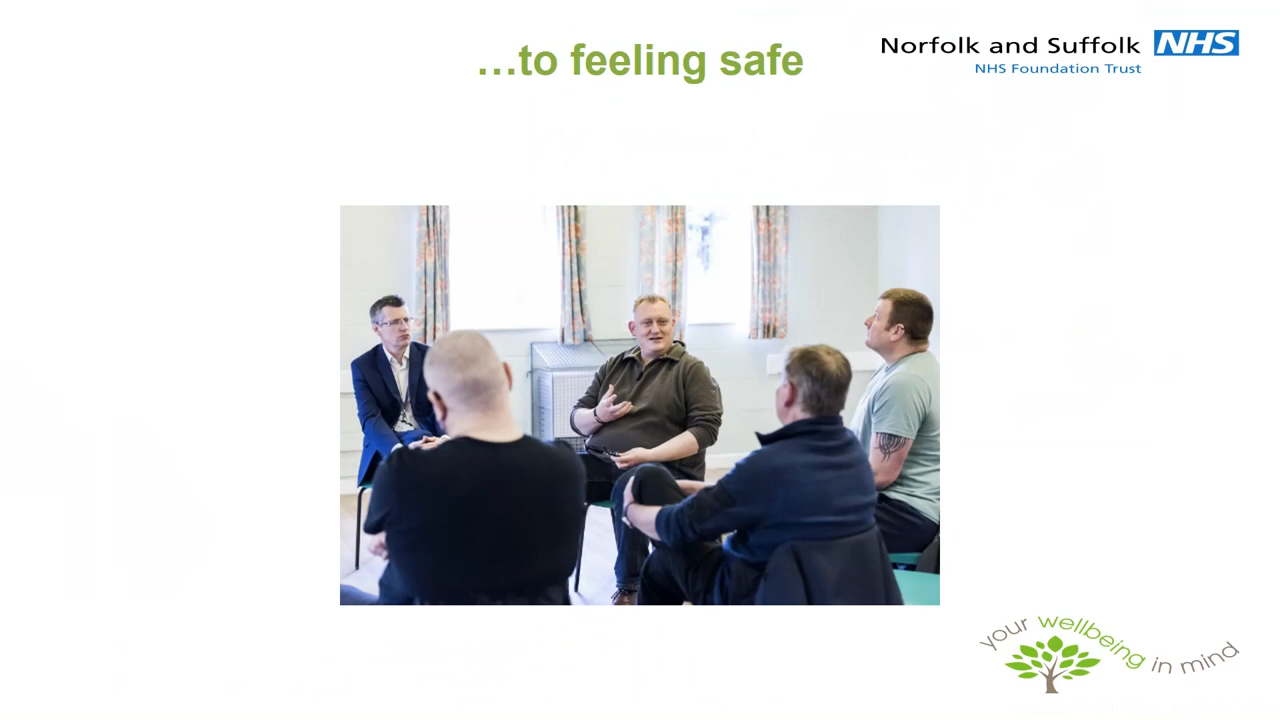 …to feeling safe
Norfolk and Suffolk NHS
NHS Foundation Trust
your wellbeing in mind